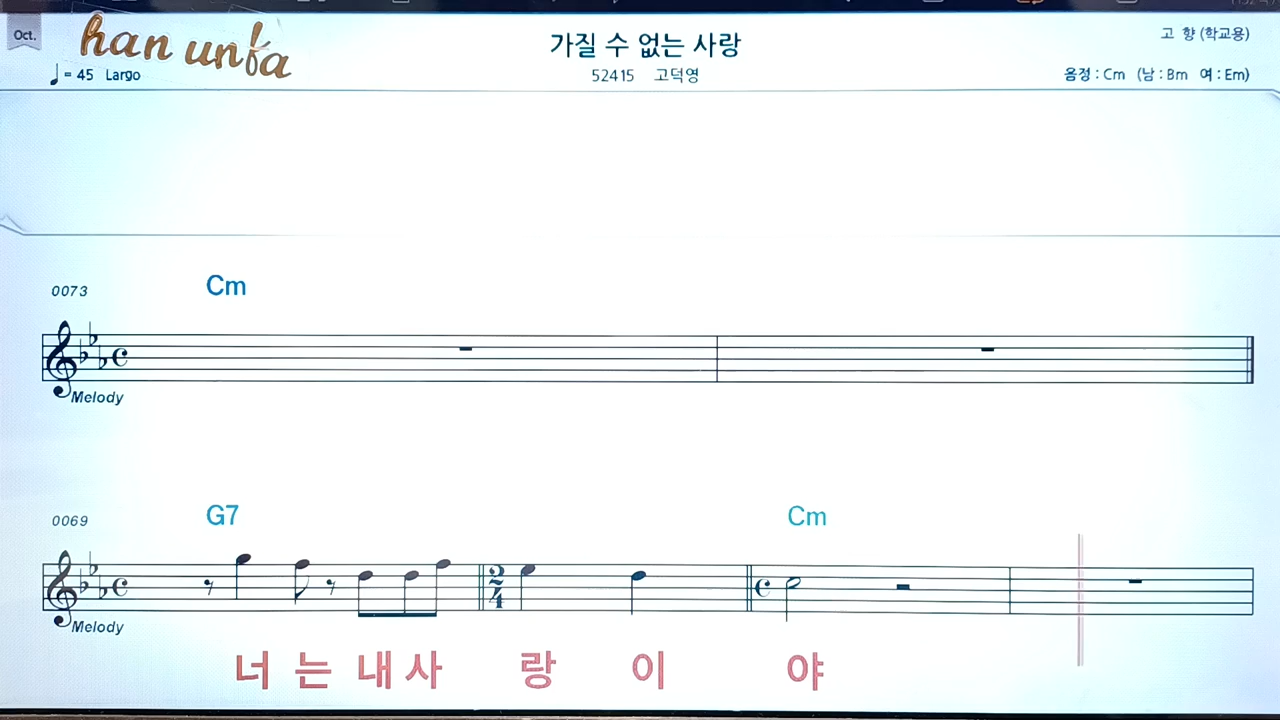 Oct.
han unfa
가질 수 없는 사랑
고 향 (학교용)
♩ = 45 Largo
52415 고덕영
음정 : Cm (남 : Bm 여 : Em)
0073
Cm
Melody
0069
G7
Cm
2
4
Melody
너 는 내 사 랑 이 야